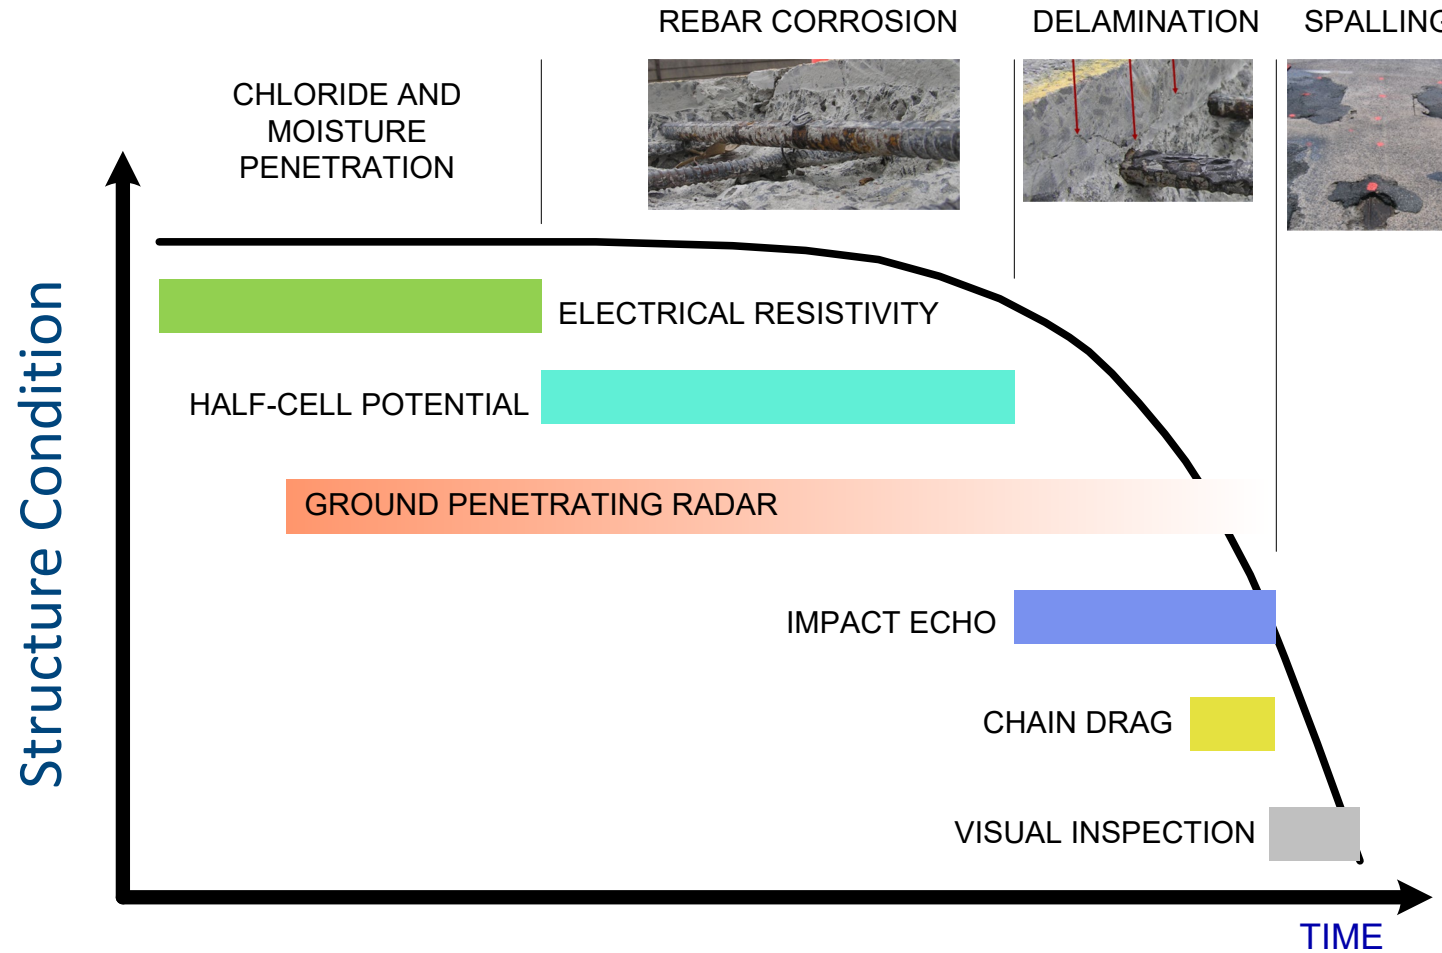 REBAR CORROSION
DELAMINATION
SPALLING
CHLORIDE AND
MOISTURE
PENETRATION
Structure Condition
ELECTRICAL RESISTIVITY
HALF-CELL POTENTIAL
GROUND PENETRATING RADAR
IMPACT ECHO
CHAIN DRAG
VISUAL INSPECTION
TIME